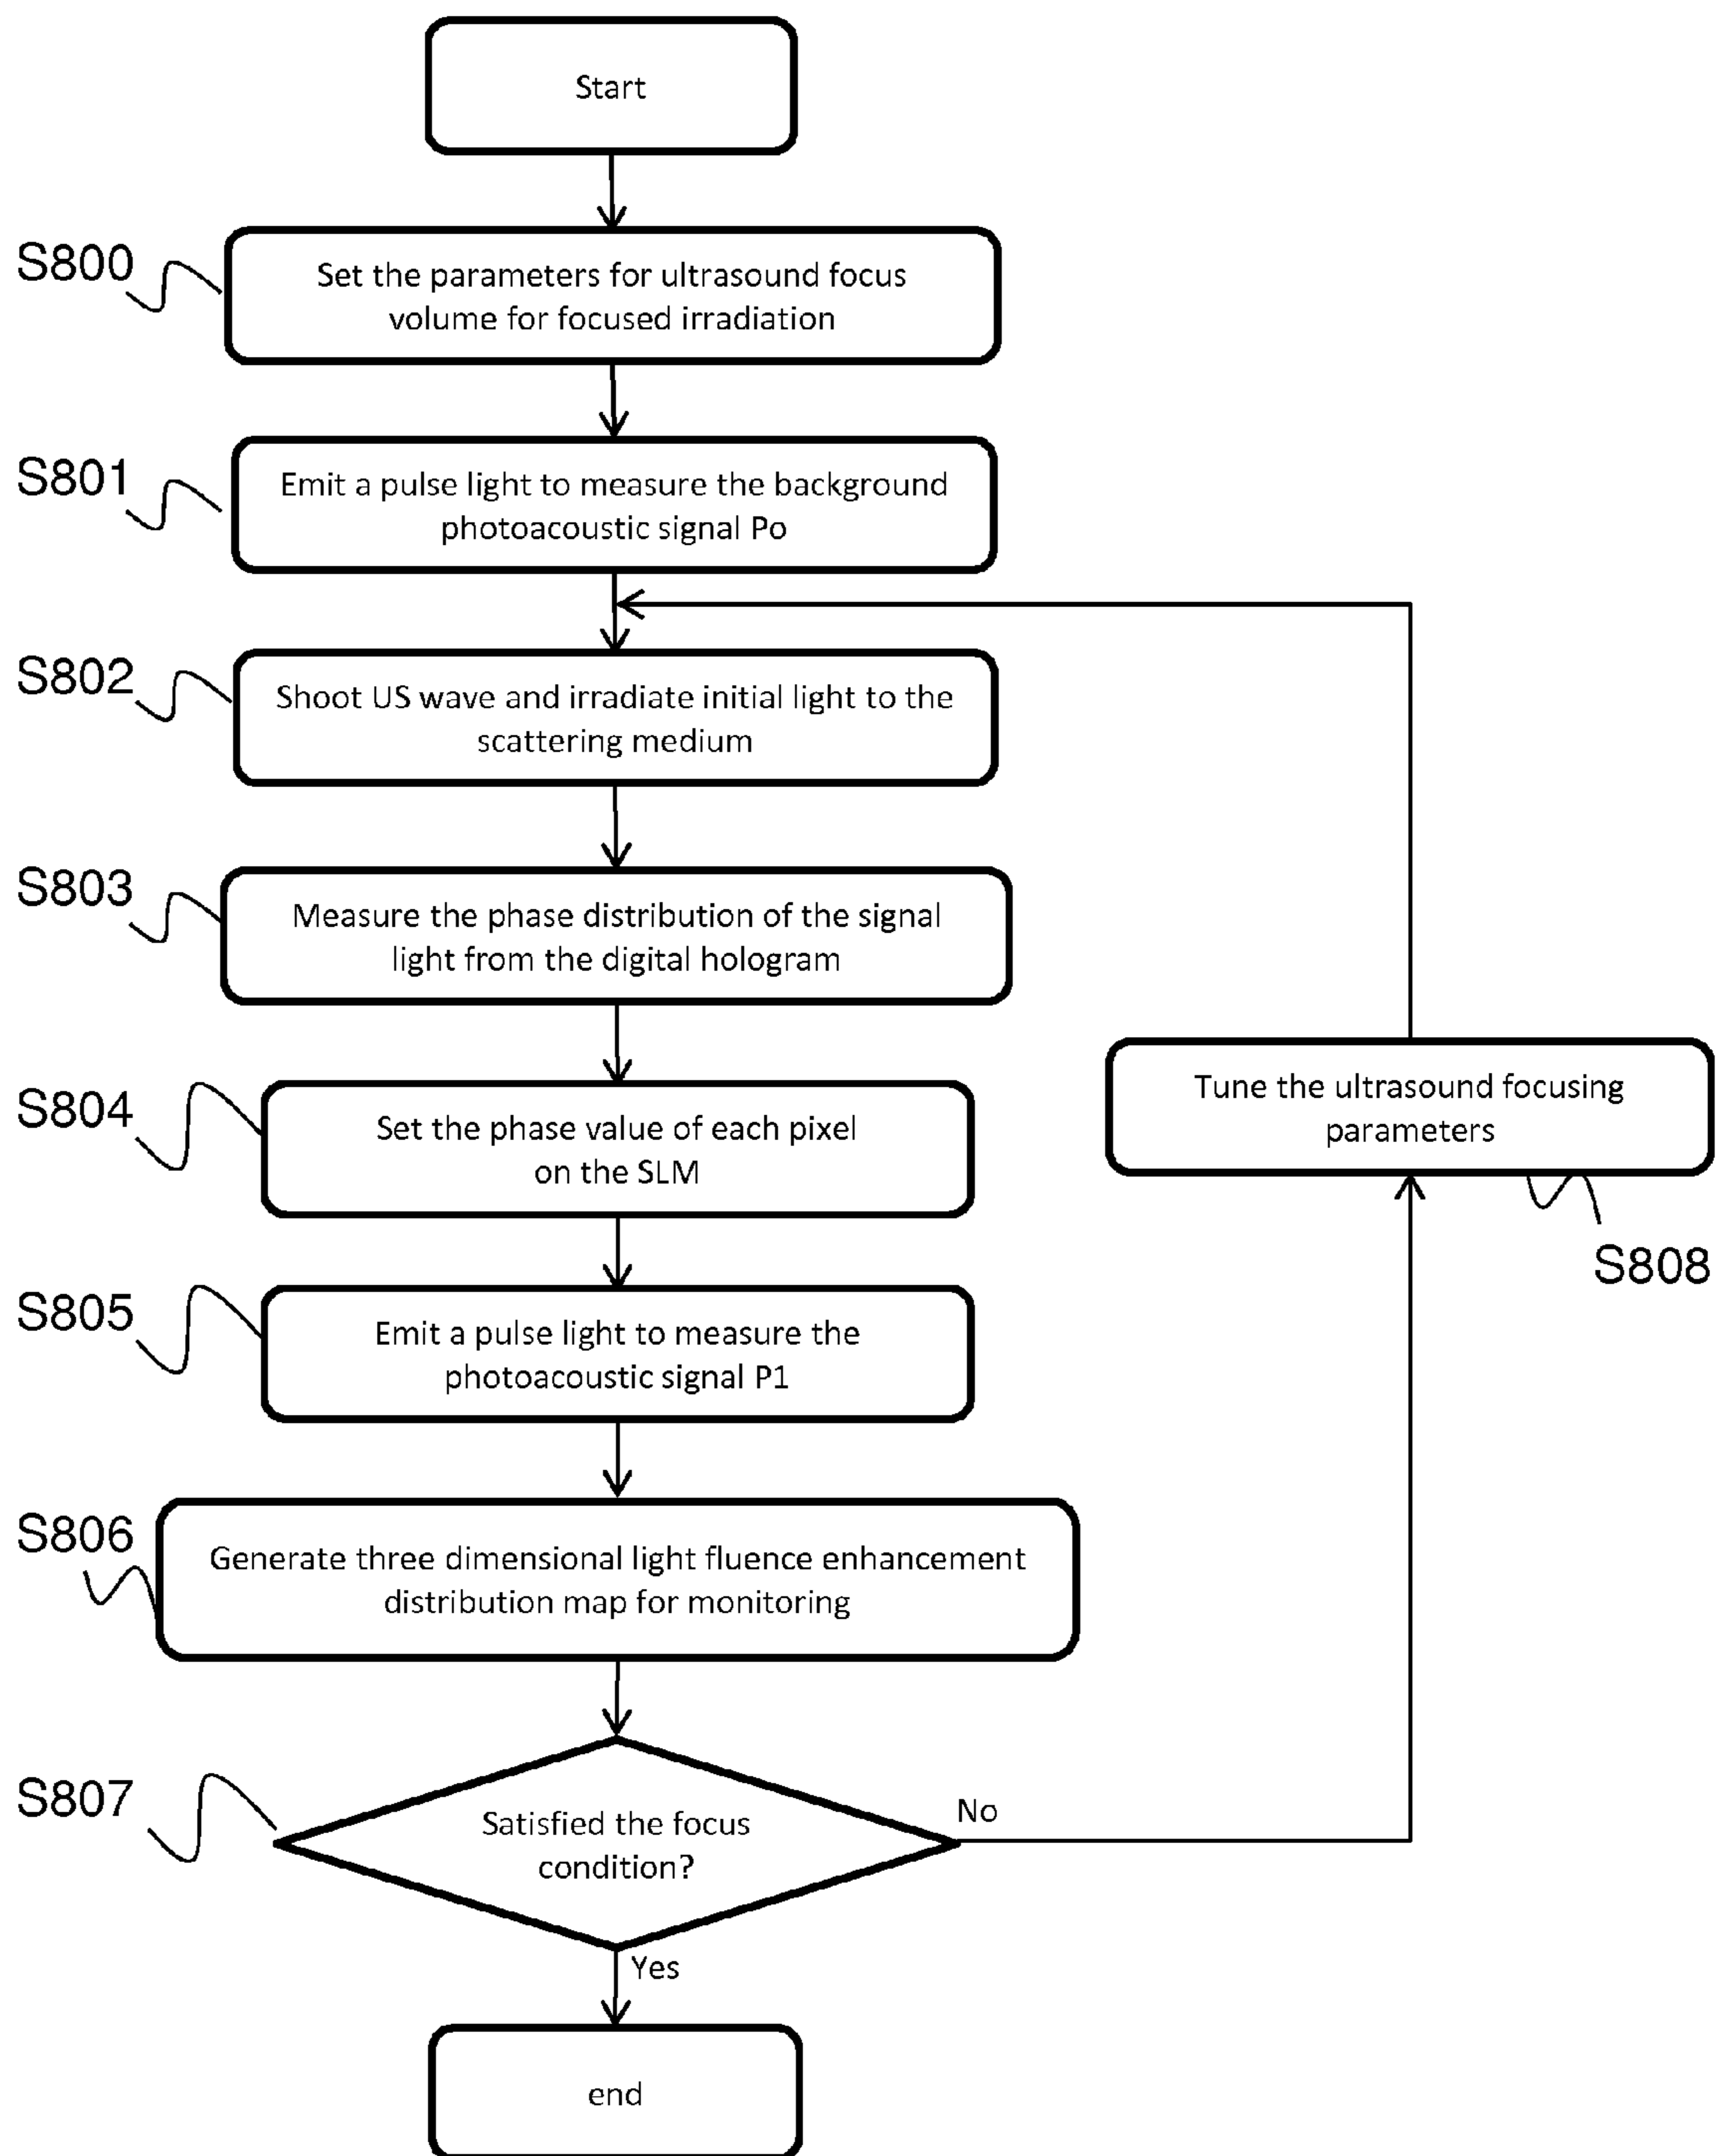 Start
S800
Set the parameters for ultrasound focus
volume for focused irradiation
S801
Emit a pulse light to measure the background
photoacoustic signal Po
S802
Shoot US wave and irradiate initial light to the
scattering medium
S803
Measure the phase distribution of the signal
light from the digital hologram
S804
Set the phase value of each pixel
on the SLM
Tune the ultrasound focusing
parameters
S808
S805
Emit a pulse light to measure the
photoacoustic signal P1
S806
Generate three dimensional light fluence enhancement
distribution map for monitoring
S807
Satisfied the focus
condition?
No
Yes
end